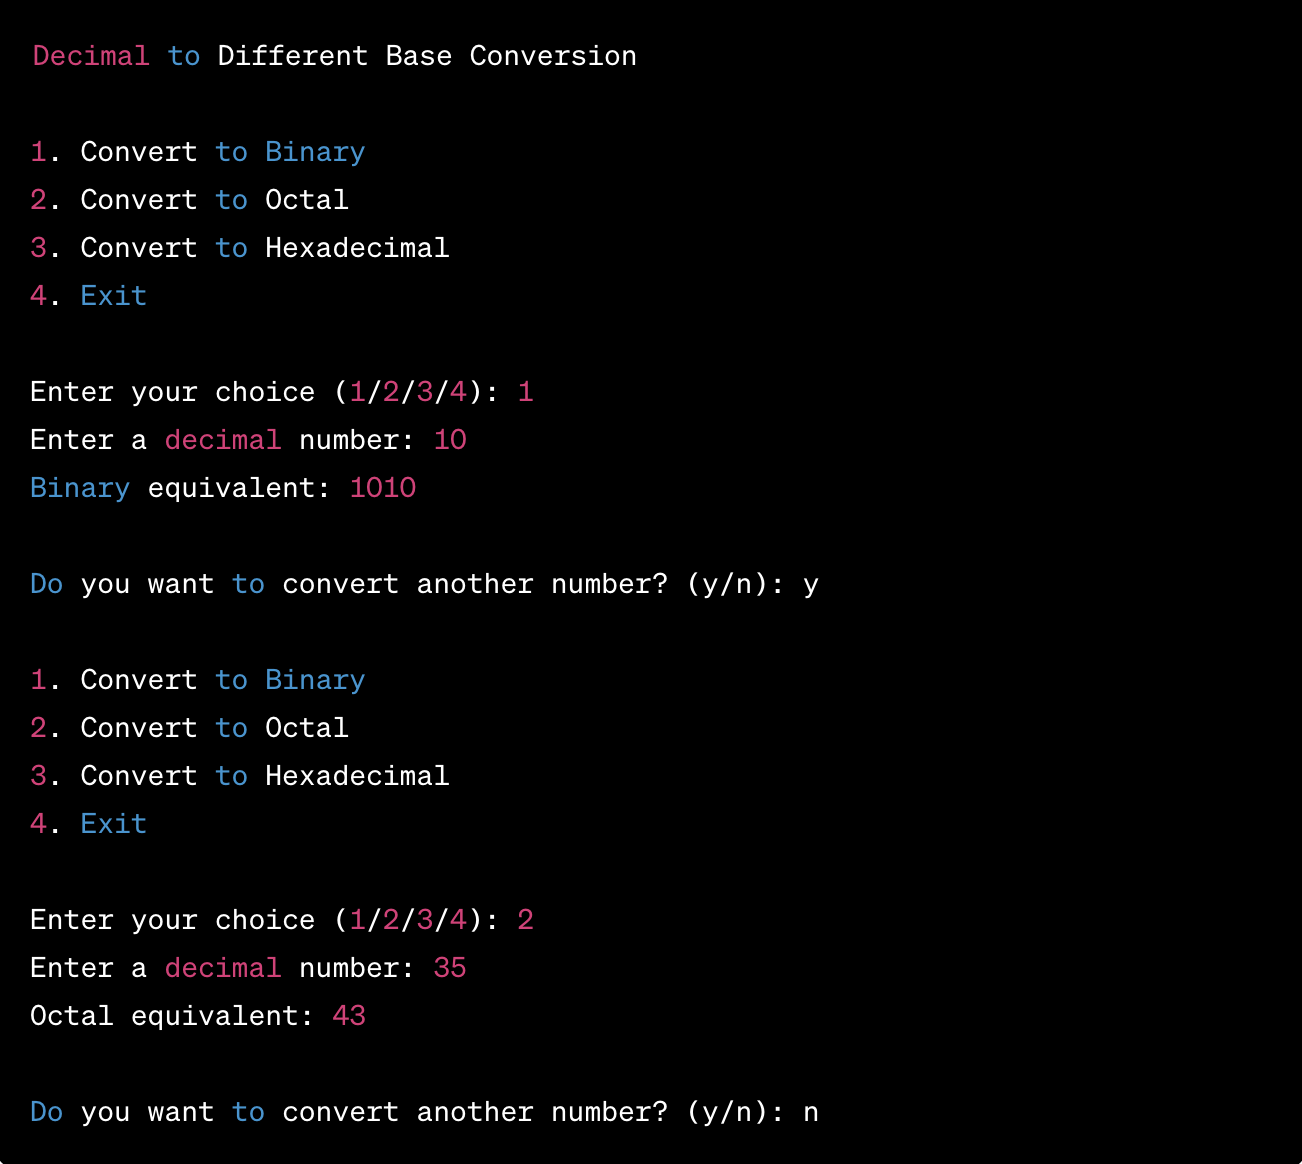 Decimal to Different Base Conversion
1. Convert to Binary
2. Convert to Octal
3. Convert to Hexadecimal
4. Exit
Enter your choice (1/2/3/4): 1
Enter a decimal number: 10
Binary equivalent: 1010
Do you want to convert another number? (y/n): y
1. Convert to Binary
2. Convert to Octal
3. Convert to Hexadecimal
4. Exit
Enter your choice (1/2/3/4): 2
Enter a decimal number: 35
Octal equivalent: 43
Do you want to convert another number? (y/n): n